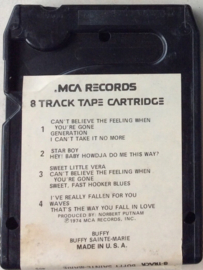 .MCA RECORDS
8 TRACK TAPE CARTRIDGE
CAN'T BELIEVE THE FEELING WHEN
YOU'RE GONE
1 GENERATION
I CAN'T TAKE IT NO MORE
2 STAR BOY
HEY! BABY HOWDJA DO ME THIS WAY?
SWEET LITTLE VERA
3 CAN'T BELIEVE THE FEELING WHEN
YOU'RE GONE
SWEET, FAST HOOKER BLUES
I'VE REALLY FALLEN FOR YOU
4 WAVES
THAT'S THE WAY YOU FALL IN LOVE
PRODUCED BY: NORBERT PUTNAM
℗ 1974 MCA RECORDS, INC.
BUFFY
BUFFY SAINTE-MARIE
MADE IN U.S.A.